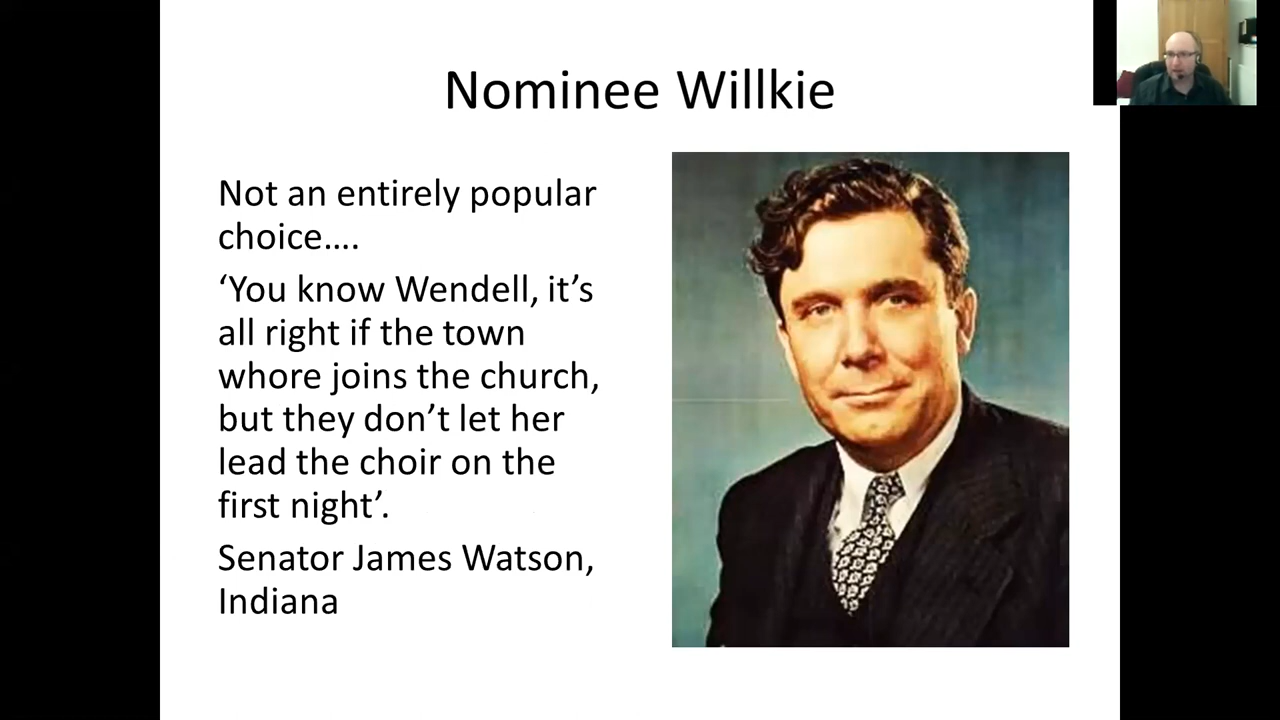 Nominee Willkie
Not an entirely popular
choice….
‘You know Wendell, it’s
all right if the town
whore joins the church,
but they don’t let her
lead the choir on the
first night’.
Senator James Watson,
Indiana